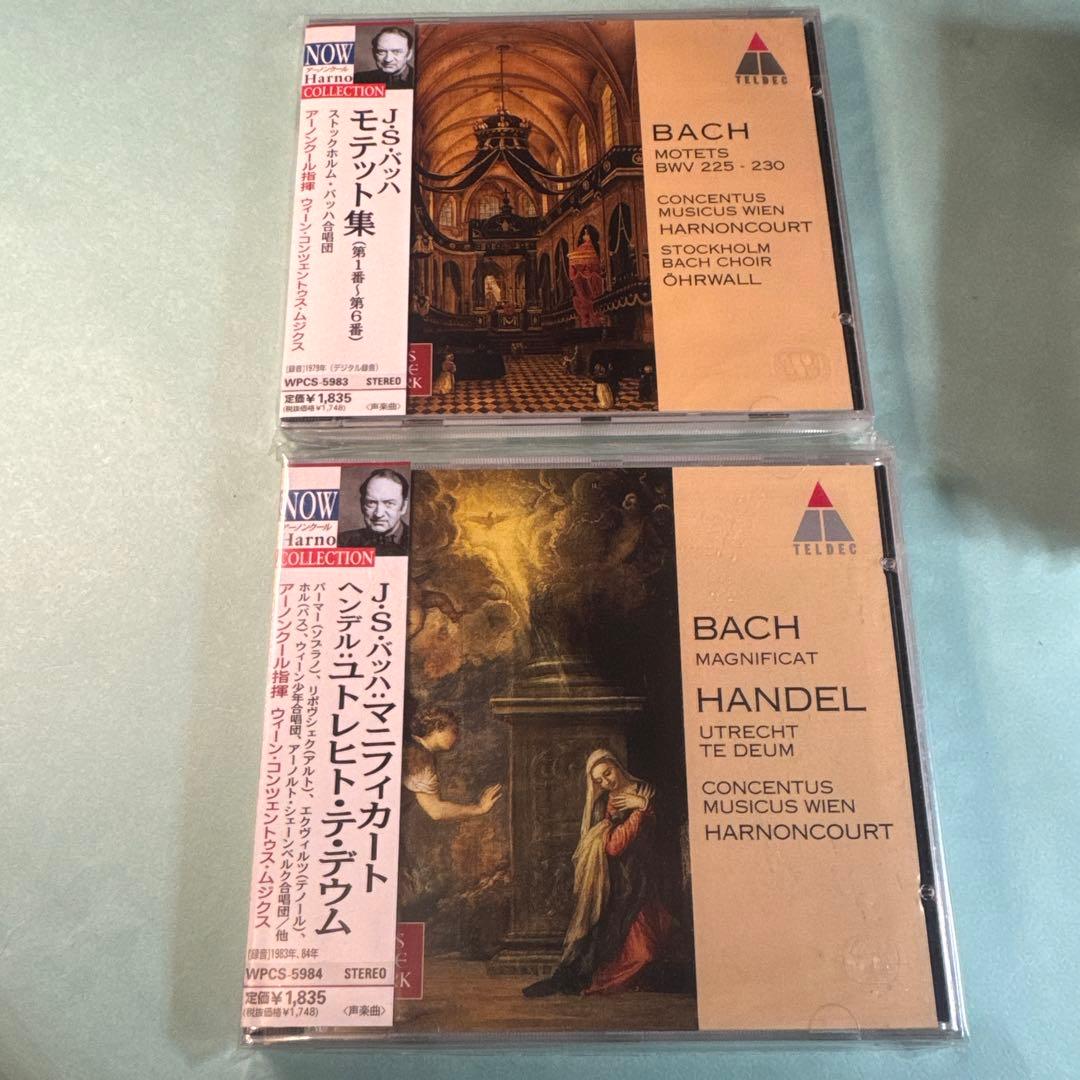 NOW
アーノンクール
Harno
COLLECTION
J・S・バッハ
モテット集(第1番〜第6番)
ストックホルム・バッハ合唱団
アーノンクール指揮 ウィーン・コンツェントゥス・ムジクス
[録音]1979年(デジタル録音)
WPCS-5983 STEREO
定価¥1,835
(税抜価格¥1,748) 〈声楽曲〉
TELDEC
BACH
MOTETS
BWV 225 - 230
CONCENTUS
MUSICUS WIEN
HARNONCOURT
STOCKHOLM
BACH CHOIR
ÖHRWALL
NOW
アーノンクール
Harno
COLLECTION
J・S・バッハ:マニフィカート
ヘンデル:ユトレヒト・テ・デウム
パーマー(ソプラノ)、リポヴシェク(アルト)、エクヴィルツ(テノール)、
ホル(バス)、ウィーン少年合唱団、アーノルト・シェーンベルク合唱団/他
アーノンクール指揮 ウィーン・コンツェントゥス・ムジクス
[録音]1983年、84年
WPCS-5984 STEREO
定価¥1,835
(税抜価格¥1,748) 〈声楽曲〉
TELDEC
BACH
MAGNIFICAT
HANDEL
UTRECHT
TE DEUM
CONCENTUS
MUSICUS WIEN
HARNONCOURT